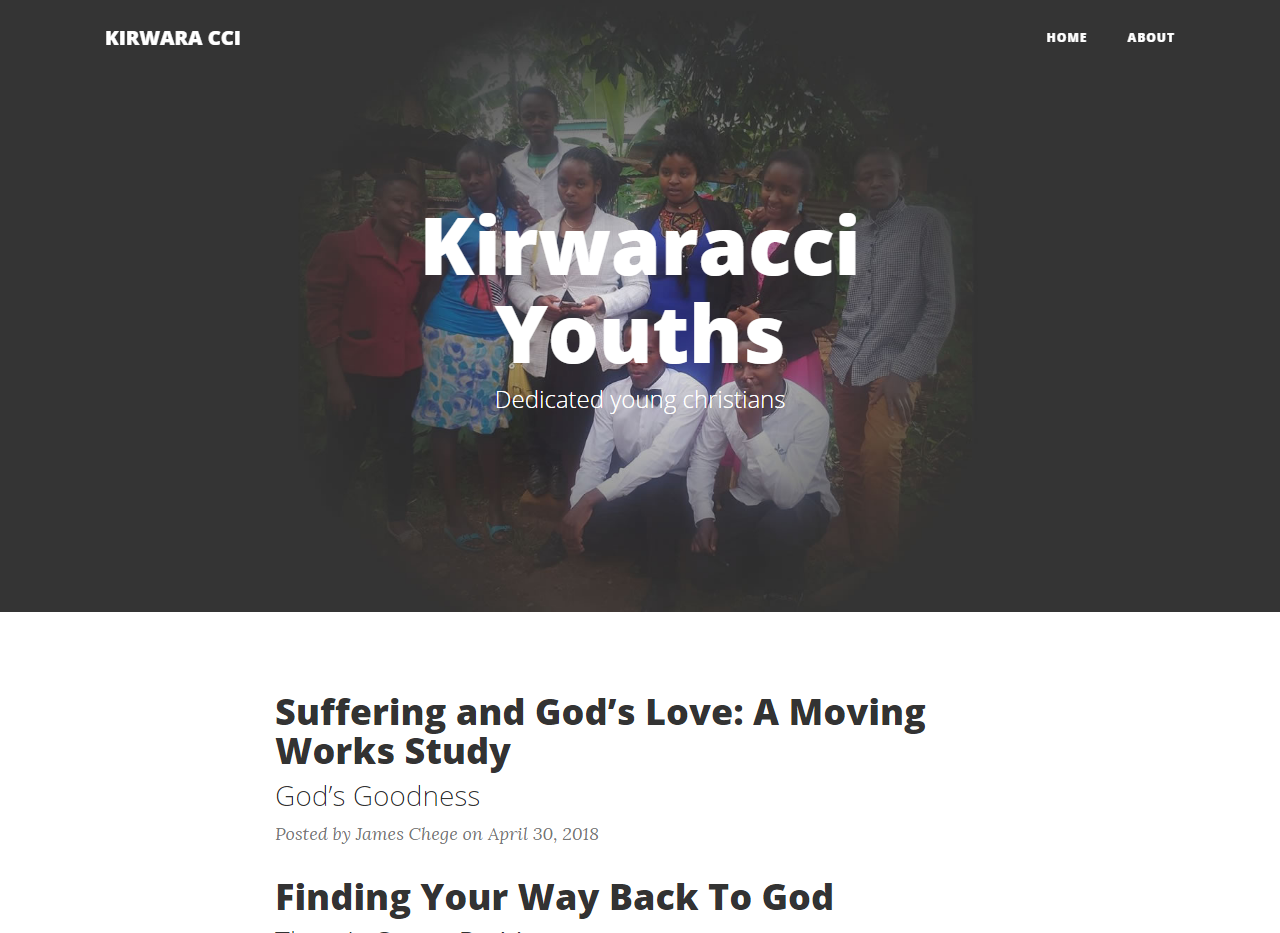 KIRWARA CCI
HOME
ABOUT
Kirwaracci
Youths
Dedicated young christians
Suffering and God’s Love: A Moving
Works Study
God’s Goodness
Posted by James Chege on April 30, 2018
Finding Your Way Back To God